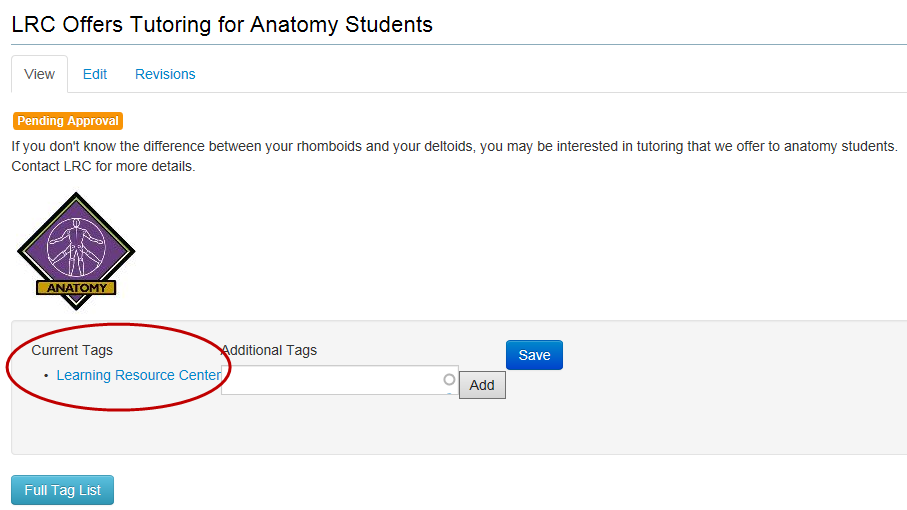 LRC Offers Tutoring for Anatomy Students
View Edit Revisions
Pending Approval
If you don't know the difference between your rhomboids and your deltoids, you may be interested in tutoring that we offer to anatomy students.
Contact LRC for more details.
ANATOMY
Current Tags Additional Tags Save
• Learning Resource Center Add
Full Tag List